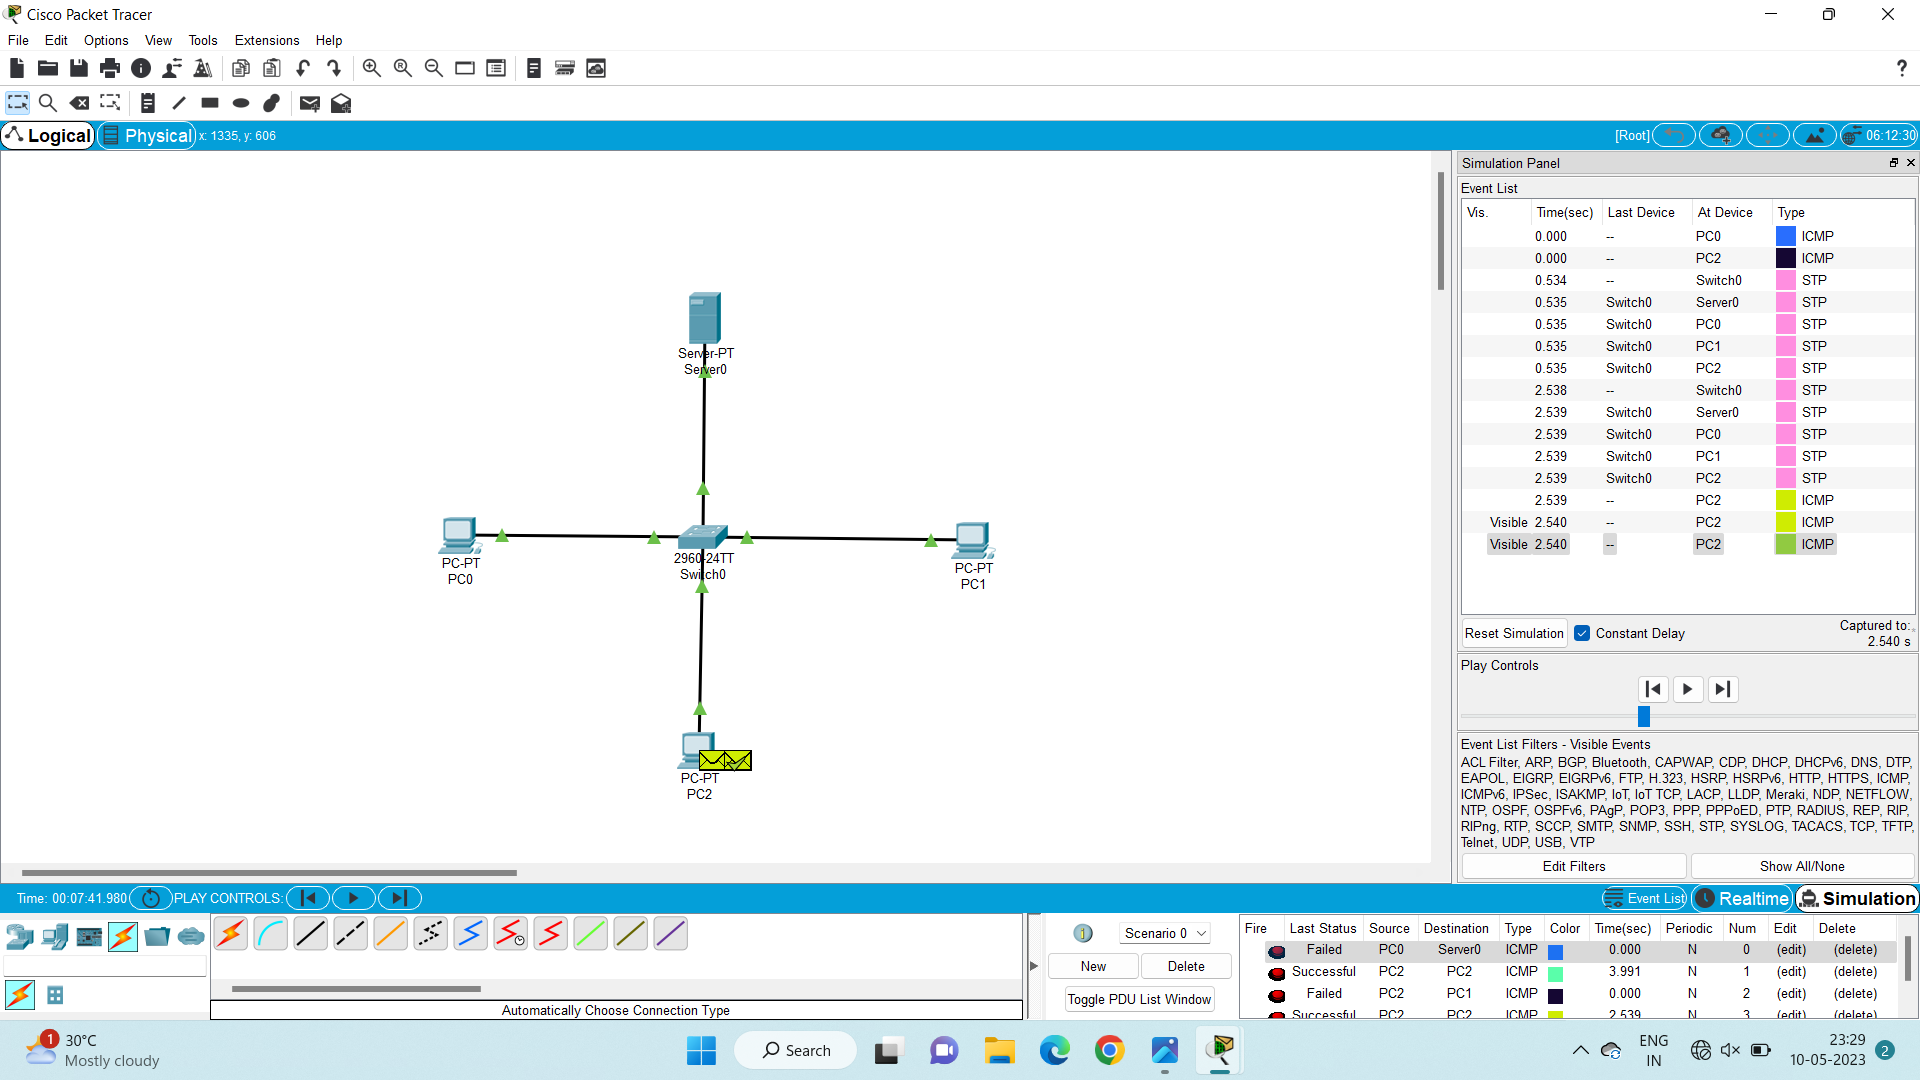 Cisco Packet Tracer
File Edit Options View Tools Extensions Help
?
Logical Physical x: 1335, y: 606 [Root] 06:12:30
Simulation Panel
Event List
Vis. Time(sec) Last Device At Device Type
0.000 -- PC0 ICMP
0.000 -- PC2 ICMP
0.534 -- Switch0 STP
0.535 Switch0 Server0 STP
0.535 Switch0 PC0 STP
0.535 Switch0 PC1 STP
0.535 Switch0 PC2 STP
2.538 -- Switch0 STP
2.539 Switch0 Server0 STP
2.539 Switch0 PC0 STP
2.539 Switch0 PC1 STP
2.539 Switch0 PC2 STP
2.539 -- PC2 ICMP
Visible 2.540 -- PC2 ICMP
Visible 2.540 -- PC2 ICMP
Reset Simulation Constant Delay Captured to:
2.540 s
Play Controls
Event List Filters - Visible Events
ACL Filter, ARP, BGP, Bluetooth, CAPWAP, CDP, DHCP, DHCPv6, DNS, DTP,
EAPOL, EIGRP, EIGRPv6, FTP, H.323, HSRP, HSRPv6, HTTP, HTTPS, ICMP,
ICMPv6, IPSec, ISAKMP, IoT, IoT TCP, LACP, LLDP, Meraki, NDP, NETFLOW,
NTP, OSPF, OSPFv6, PAgP, POP3, PPP, PPPoED, PTP, RADIUS, REP, RIP,
RIPng, RTP, SCCP, SMTP, SNMP, SSH, STP, SYSLOG, TACACS, TCP, TFTP,
Telnet, UDP, USB, VTP
Edit Filters Show All/None
Server-PT
Server0
PC-PT
PC0
2960-24TT
Switch0
PC-PT
PC1
PC-PT
PC2
Time: 00:07:41.980 PLAY CONTROLS: Event List Realtime Simulation
Automatically Choose Connection Type
1 Scenario 0
New Delete
Toggle PDU List Window
Fire Last Status Source Destination Type Color Time(sec) Periodic Num Edit Delete
Failed PC0 Server0 ICMP 0.000 N 0 (edit) (delete)
Successful PC2 PC2 ICMP 3.991 N 1 (edit) (delete)
Failed PC2 PC1 ICMP 0.000 N 2 (edit) (delete)
Successful PC2 PC2 ICMP 2.539 N 3 (edit) (delete)
1 30°C
Mostly cloudy
Search
ENG
IN
23:29
10-05-2023
2